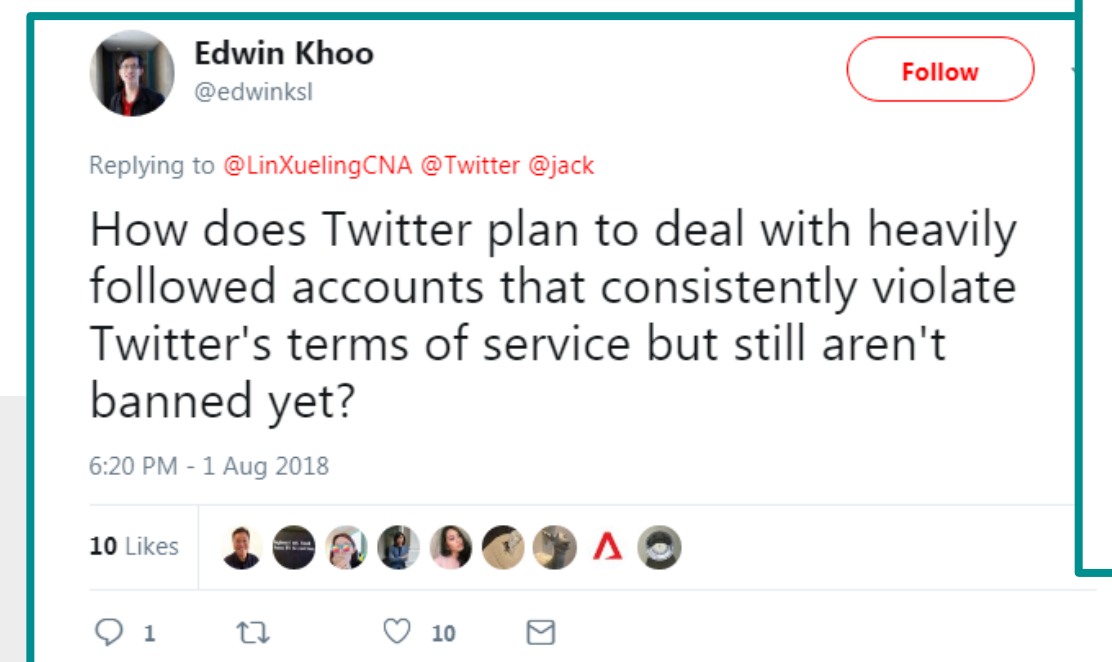 Edwin Khoo
@edwinksl
Follow
Replying to @LinXuelingCNA @Twitter @jack
How does Twitter plan to deal with heavily
followed accounts that consistently violate
Twitter's terms of service but still aren't
banned yet?
6:20 PM - 1 Aug 2018
10 Likes
1
10